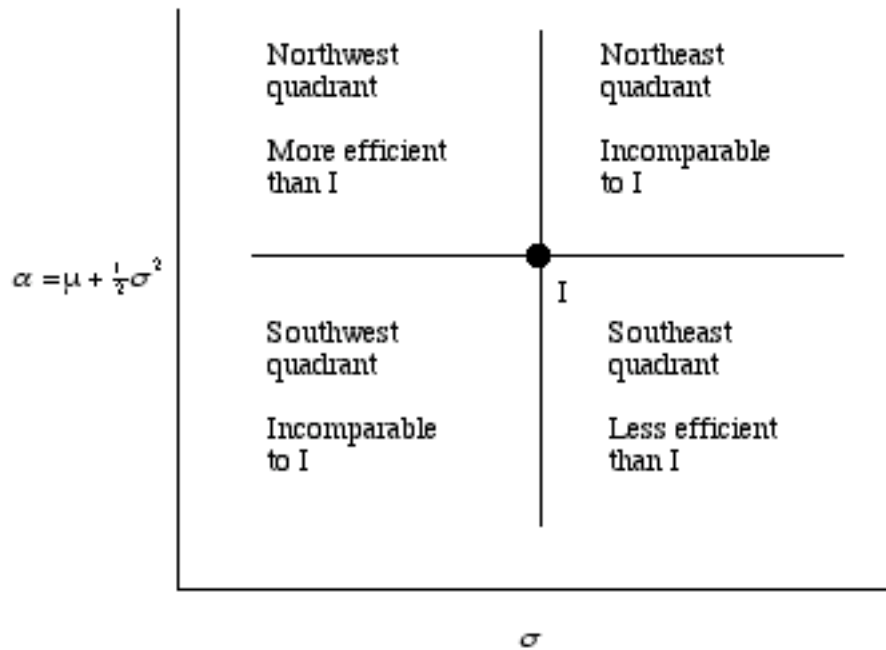 Northwest
quadrant
More efficient
than I
Northeast
quadrant
Incomparable
to I
α = μ + ½σ²
I
Southwest
quadrant
Incomparable
to I
Southeast
quadrant
Less efficient
than I
σ